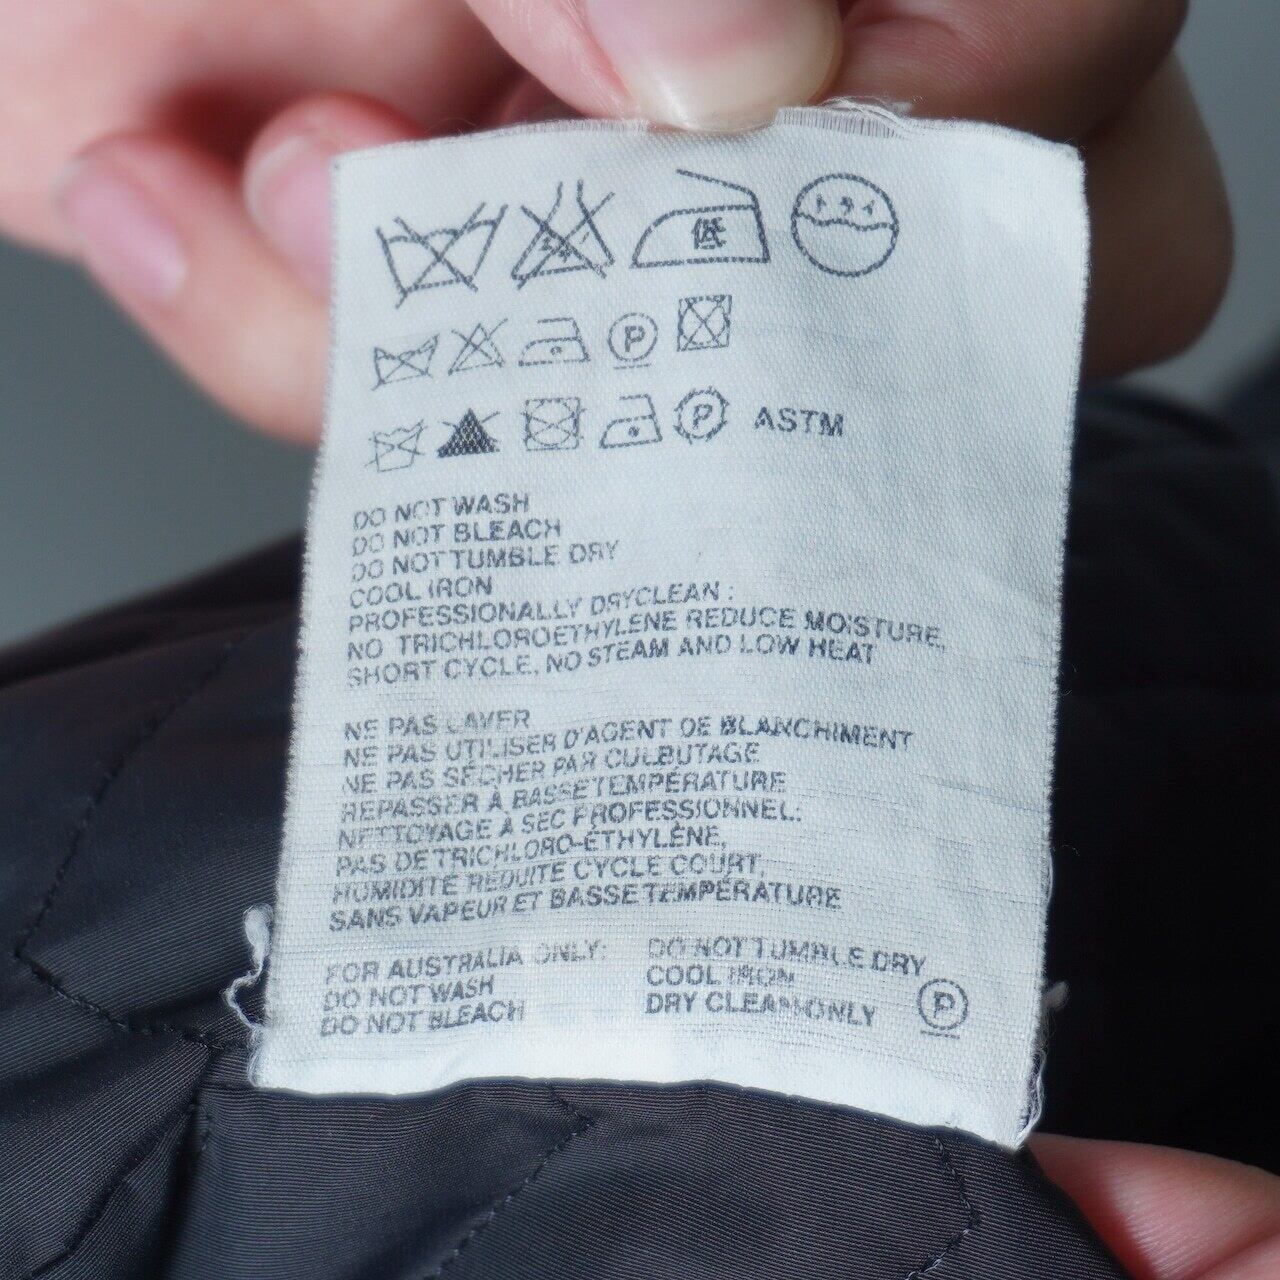 P
P ASTM
DO NOT WASH
DO NOT BLEACH
DO NOT TUMBLE DRY
COOL IRON
PROFESSIONALLY DRYCLEAN :
NO TRICHLOROETHYLENE REDUCE MOISTURE,
SHORT CYCLE, NO STEAM AND LOW HEAT
NE PAS LAVER
NE PAS UTILISER D'AGENT DE BLANCHIMENT
NE PAS SÉCHER PAR CULBUTAGE
REPASSER À BASSE TEMPÉRATURE
NETTOYAGE À SEC PROFESSIONNEL:
PAS DE TRICHLORO-ÉTHYLÈNE,
HUMIDITÉ RÉDUITE CYCLE COURT,
SANS VAPEUR ET BASSE TEMPÉRATURE
FOR AUSTRALIA ONLY:
DO NOT WASH
DO NOT BLEACH
DO NOT TUMBLE DRY
COOL IRON
DRY CLEAN ONLY P